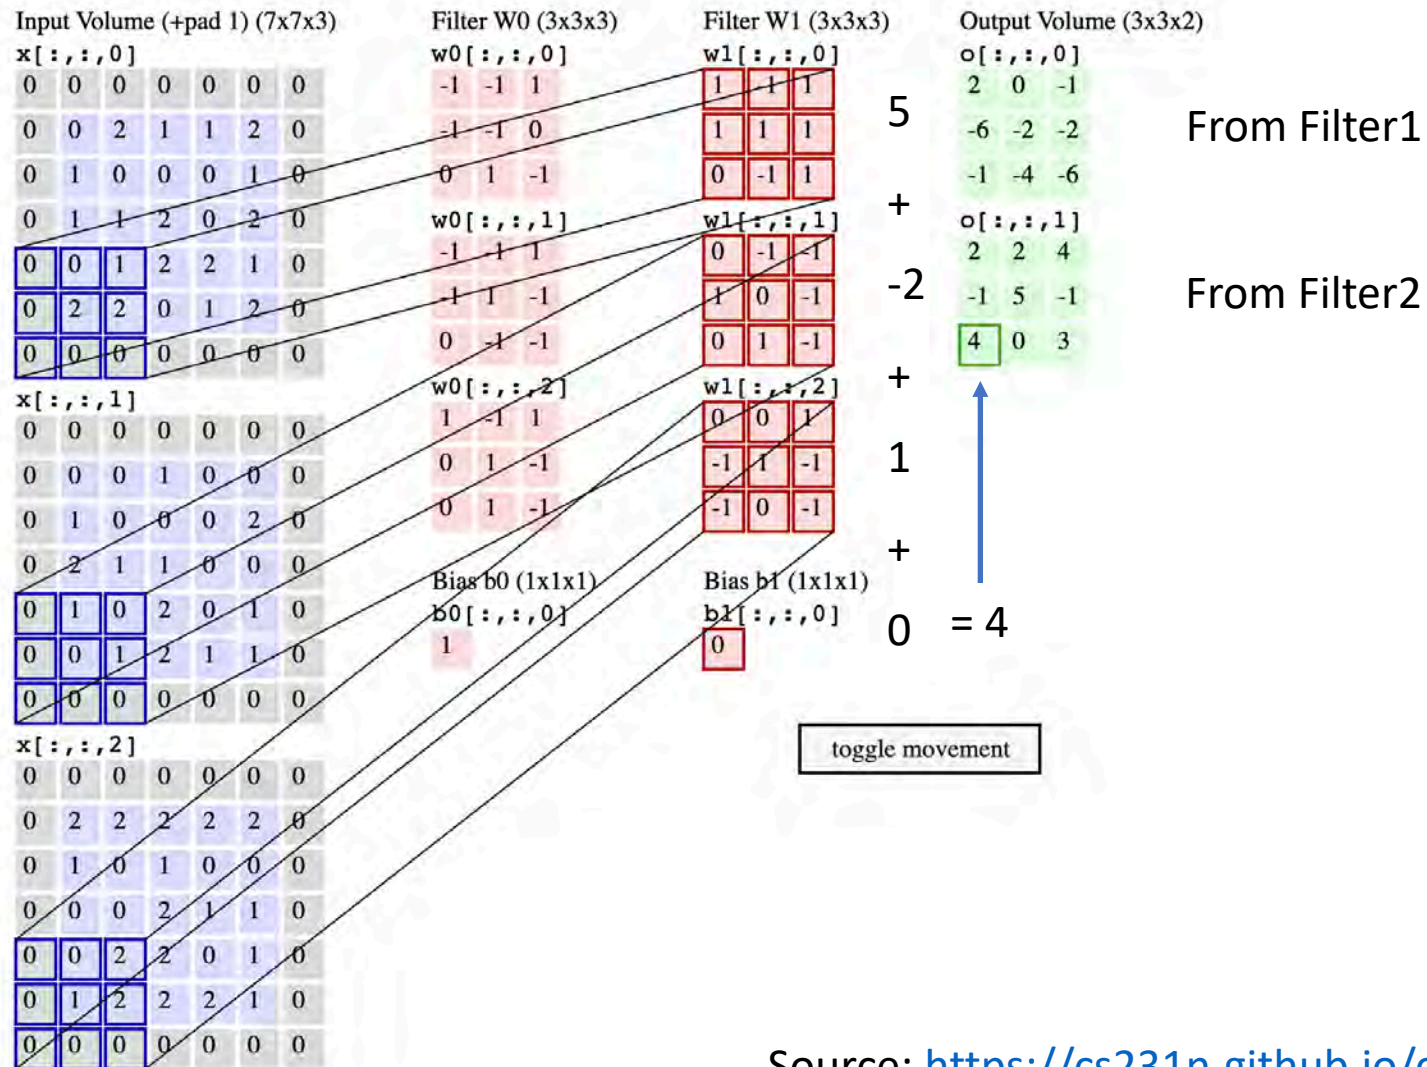 Input Volume (+pad 1) (7x7x3)
x[:,:,0]
0 0 0 0 0 0 0
0 0 2 1 1 2 0
0 1 0 0 0 1 0
0 1 1 2 0 2 0
0 0 1 2 2 1 0
0 2 2 0 1 2 0
0 0 0 0 0 0 0
x[:,:,1]
0 0 0 0 0 0 0
0 0 0 1 0 0 0
0 1 0 0 0 2 0
0 2 1 1 0 0 0
0 1 0 2 0 1 0
0 0 1 2 1 1 0
0 0 0 0 0 0 0
x[:,:,2]
0 0 0 0 0 0 0
0 2 2 2 2 2 0
0 1 0 1 0 0 0
0 0 0 2 1 1 0
0 0 2 2 0 1 0
0 1 2 2 2 1 0
0 0 0 0 0 0 0
Filter W0 (3x3x3)
w0[:,:,0]
-1 -1 1
-1 -1 0
0 1 -1
w0[:,:,1]
-1 -1 1
-1 1 -1
0 -1 -1
w0[:,:,2]
1 -1 1
0 1 -1
0 1 -1
Bias b0 (1x1x1)
b0[:,:,0]
1
Filter W1 (3x3x3)
w1[:,:,0]
1 -1 1
1 1 1
0 -1 1
w1[:,:,1]
0 -1 -1
1 0 -1
0 1 -1
w1[:,:,2]
0 0 1
-1 1 -1
-1 0 -1
Bias b1 (1x1x1)
b1[:,:,0]
0
5
+
-2
+
1
+
0 = 4
Output Volume (3x3x2)
o[:,:,0]
2 0 -1
-6 -2 -2
-1 -4 -6
o[:,:,1]
2 2 4
-1 5 -1
4 0 3
From Filter1
From Filter2
toggle movement
Source: https://cs231n.github.io/